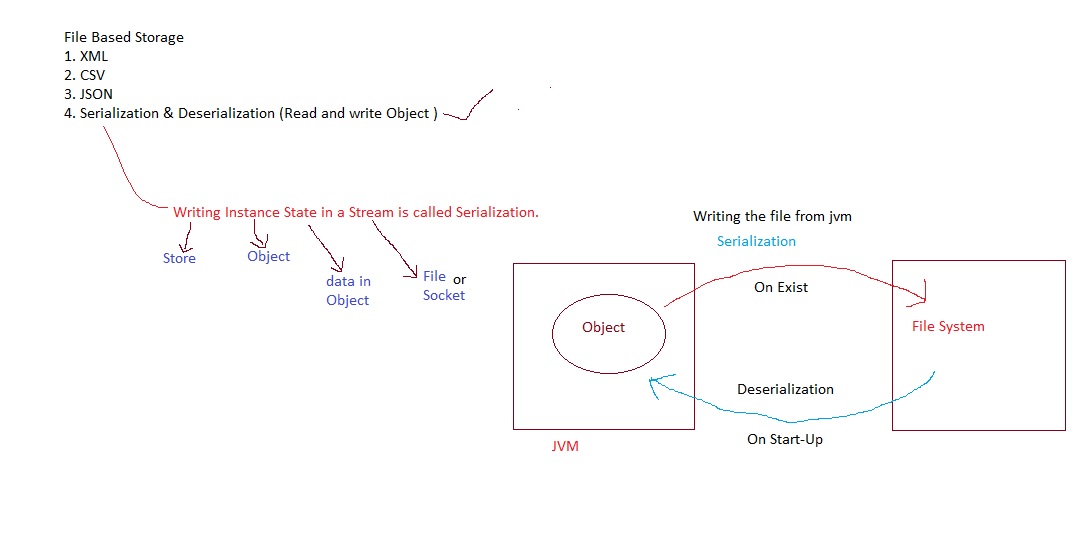 File Based Storage
1. XML
2. CSV
3. JSON
4. Serialization & Deserialization (Read and write Object )
Writing Instance State in a Stream is called Serialization.
Store
Object
data in
Object
File or
Socket
Writing the file from jvm
Serialization
On Exist
Object
File System
Deserialization
On Start-Up
JVM